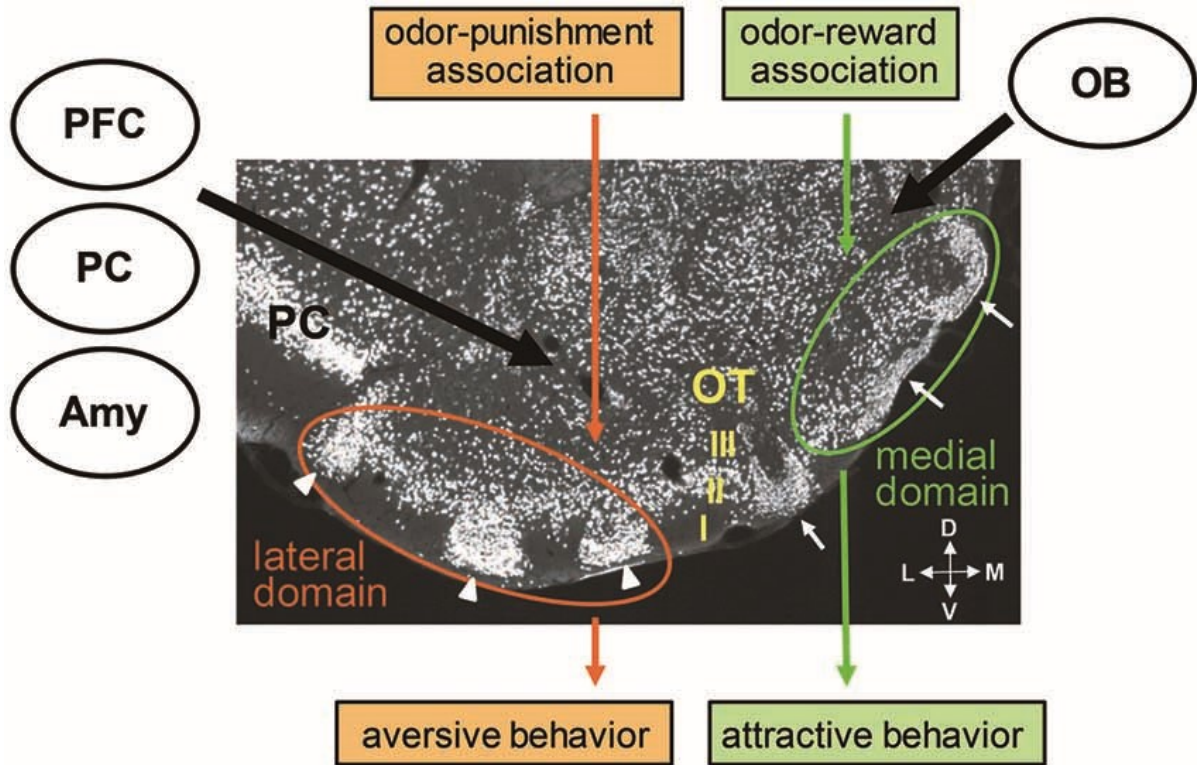 odor-punishment
association
odor-reward
association
OB
PFC
PC
Amy
PC
OT
III
II
I
medial
domain
lateral
domain
D
L M
V
aversive behavior
attractive behavior